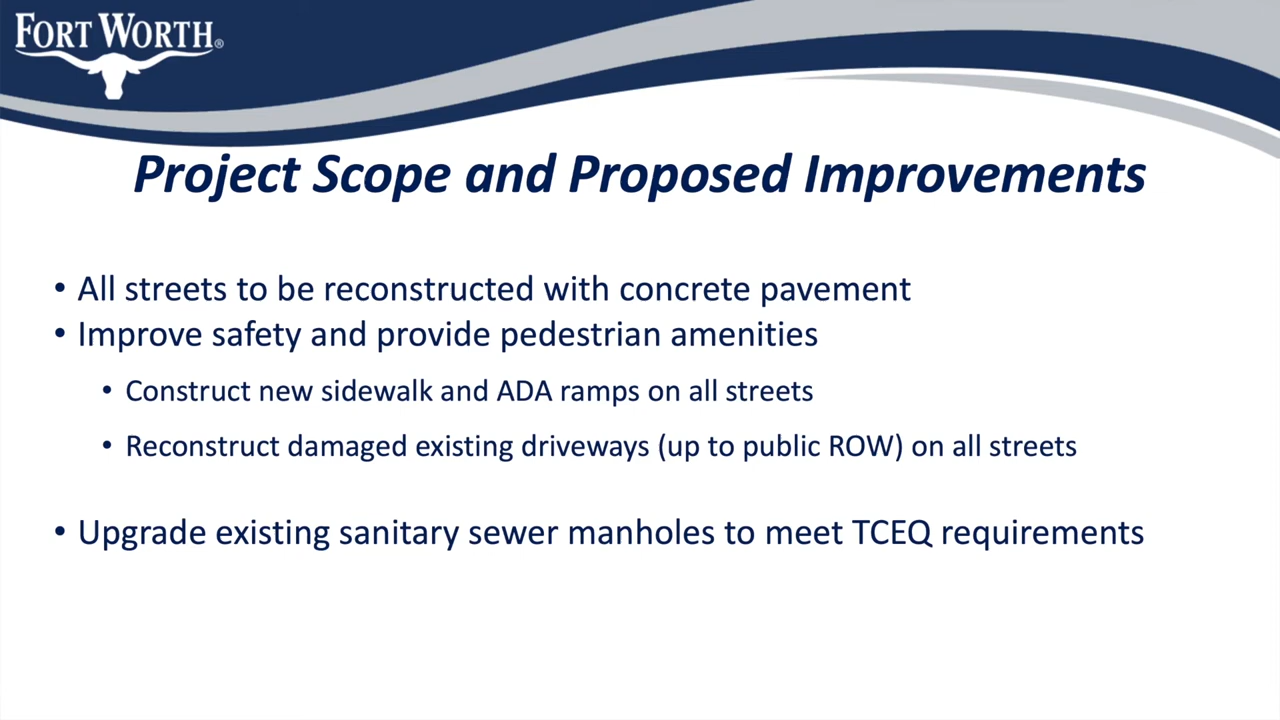 FORT WORTH®
Project Scope and Proposed Improvements
• All streets to be reconstructed with concrete pavement
• Improve safety and provide pedestrian amenities
• Construct new sidewalk and ADA ramps on all streets
• Reconstruct damaged existing driveways (up to public ROW) on all streets
• Upgrade existing sanitary sewer manholes to meet TCEQ requirements